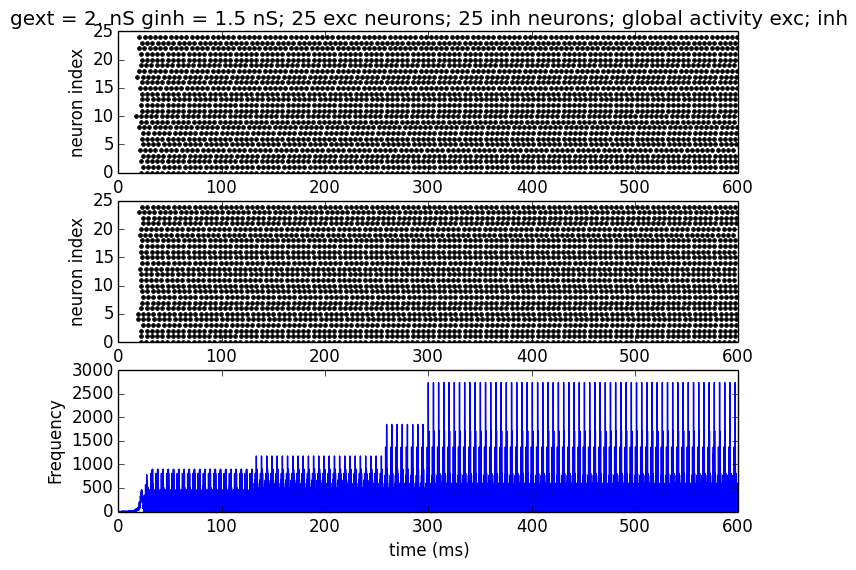 gext = 2, nS ginh = 1.5 nS; 25 exc neurons; 25 inh neurons; global activity exc; inh
25
20
15
10
5
0
neuron index
0 100 200 300 400 500 600
25
20
15
10
5
0
neuron index
0 100 200 300 400 500 600
3000
2500
2000
1500
1000
500
0
Frequency
0 100 200 300 400 500 600
time (ms)